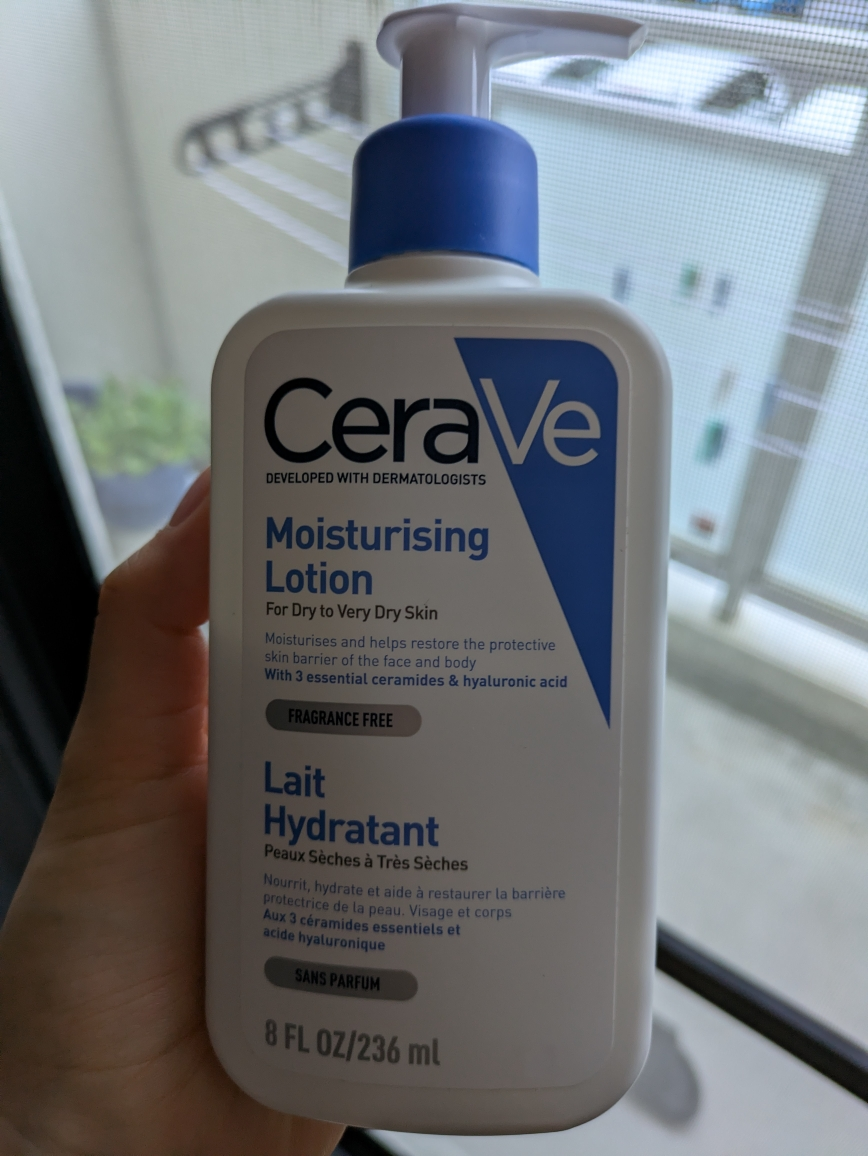 CeraVe
DEVELOPED WITH DERMATOLOGISTS
Moisturising
Lotion
For Dry to Very Dry Skin
Moisturises and helps restore the protective
skin barrier of the face and body
With 3 essential ceramides & hyaluronic acid
FRAGRANCE FREE
Lait
Hydratant
Peaux Sèches à Très Sèches
Nourrit, hydrate et aide à restaurer la barrière
protectrice de la peau. Visage et corps
Aux 3 céramides essentiels et
acide hyaluronique
SANS PARFUM
8 FL OZ/236 ml